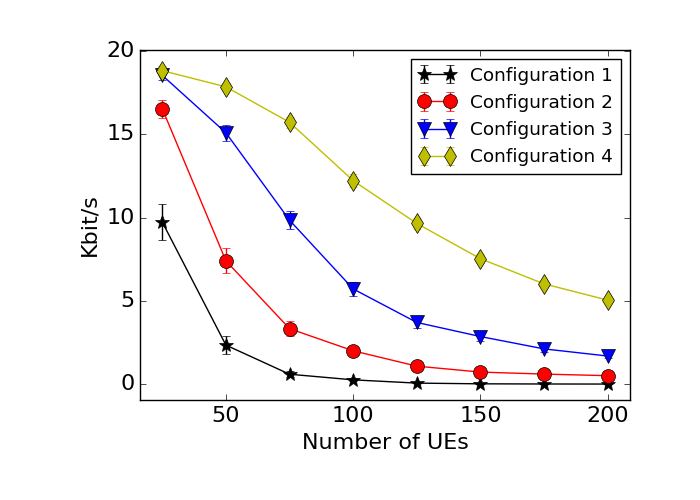 20
15
10
5
0
Kbit/s
Configuration 1
Configuration 2
Configuration 3
Configuration 4
50 100 150 200
Number of UEs